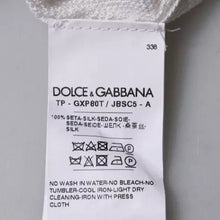 338
DOLCE & GABBANA
TP - GXP80T / JBSC5 - A
100% SETA-SILK-SEDA-SOIE-
SEIDE-SEDA-ШЕЛК-
SILK
NO WASH IN WATER-NO BLEACH-NO
TUMBLER-COOL IRON-LIGHT DRY
CLEANING-IRON WITH PRESS
CLOTH